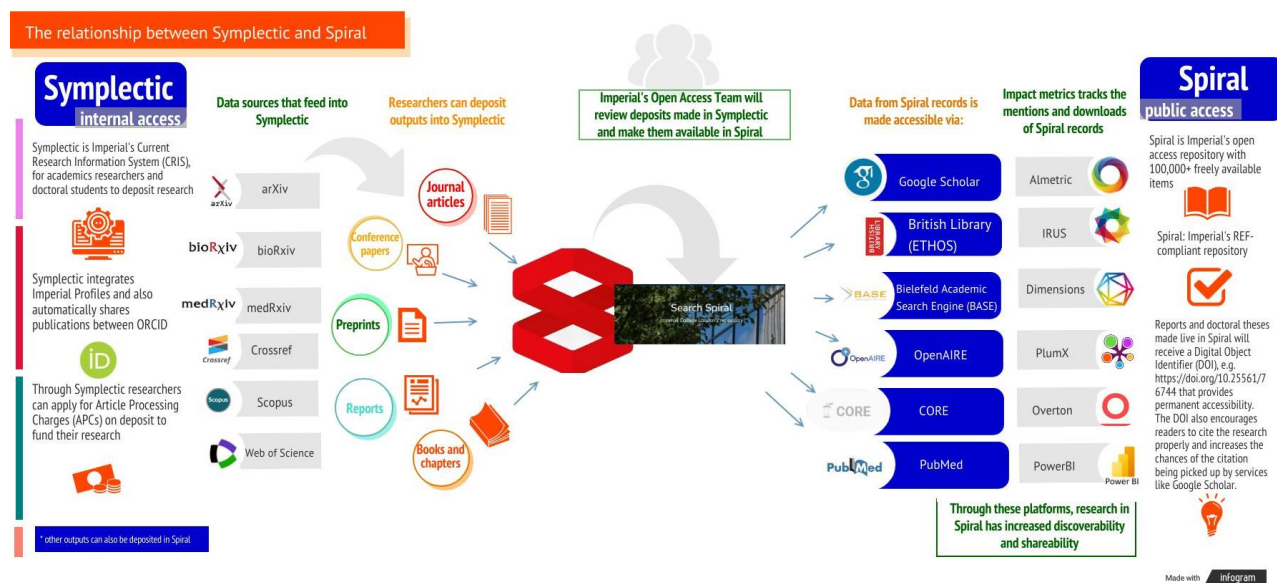 The relationship between Symplectic and Spiral
Symplectic
internal access
Symplectic is Imperial's Current
Research Information System (CRIS),
for academics researchers and
doctoral students to deposit research
Symplectic integrates
Imperial Profiles and also
automatically shares
publications between ORCID
iD
Through Symplectic researchers
can apply for Article Processing
Charges (APCs) on deposit to
fund their research
* other outputs can also be deposited in Spiral
Data sources that feed into
Symplectic
arXiv
arXiv
bioRxiv
bioRxiv
medRxiv
medRxiv
Crossref
Crossref
Scopus
Scopus
Web of Science
Researchers can deposit
outputs into Symplectic
Journal
articles
Conference
papers
Preprints
Reports
Books and
chapters
Imperial's Open Access Team will
review deposits made in Symplectic
and make them available in Spiral
Search Spiral
Data from Spiral records is
made accessible via:
Google Scholar
BRITISH
LIBRARY
British Library
(ETHOS)
BASE
Bielefeld Academic
Search Engine (BASE)
OpenAIRE
OpenAIRE
CORE
CORE
PubMed
PubMed
Impact metrics tracks the
mentions and downloads
of Spiral records
Almetric
IRUS
Dimensions
PlumX
Overton
PowerBI
Power BI
Through these platforms, research in
Spiral has increased discoverability
and shareability
Spiral
public access
Spiral is Imperial's open
access repository with
100,000+ freely available
items
Spiral: Imperial's REF-
compliant repository
Reports and doctoral theses
made live in Spiral will
receive a Digital Object
Identifier (DOI), e.g.
https://doi.org/10.25561/7
6744 that provides
permanent accessibility.
The DOI also encourages
readers to cite the research
properly and increases the
chances of the citation
being picked up by services
like Google Scholar.
Made with infogram